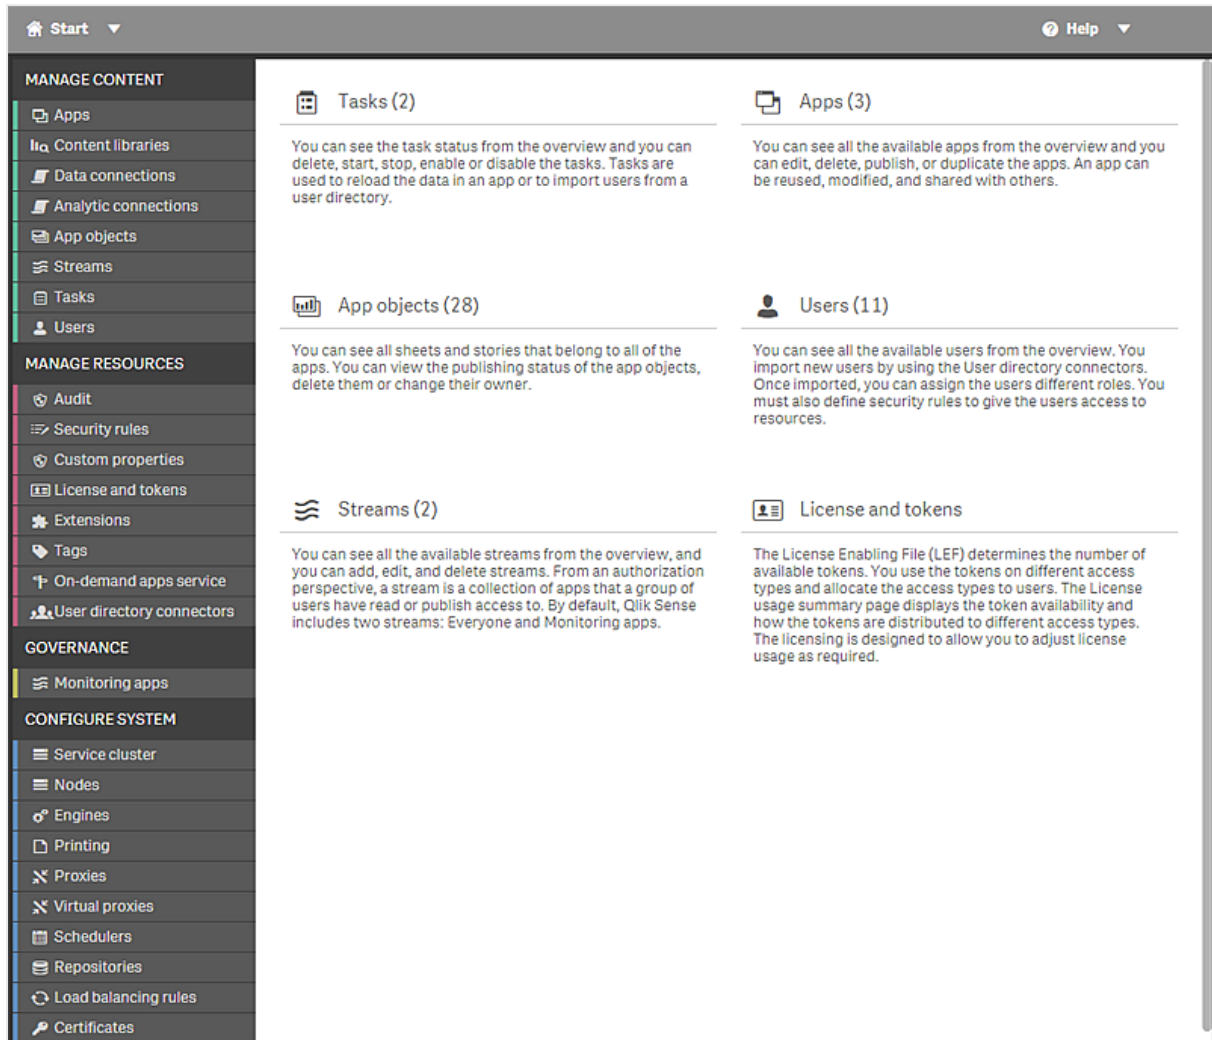 Start
Help
MANAGE CONTENT
Apps
Content libraries
Data connections
Analytic connections
App objects
Streams
Tasks
Users
MANAGE RESOURCES
Audit
Security rules
Custom properties
License and tokens
Extensions
Tags
On-demand apps service
User directory connectors
GOVERNANCE
Monitoring apps
CONFIGURE SYSTEM
Service cluster
Nodes
Engines
Printing
Proxies
Virtual proxies
Schedulers
Repositories
Load balancing rules
Certificates
Tasks (2)
You can see the task status from the overview and you can
delete, start, stop, enable or disable the tasks. Tasks are
used to reload the data in an app or to import users from a
user directory.
Apps (3)
You can see all the available apps from the overview and you
can edit, delete, publish, or duplicate the apps. An app can
be reused, modified, and shared with others.
App objects (28)
You can see all sheets and stories that belong to all of the
apps. You can view the publishing status of the app objects,
delete them or change their owner.
Users (11)
You can see all the available users from the overview. You
import new users by using the User directory connectors.
Once imported, you can assign the users different roles. You
must also define security rules to give the users access to
resources.
Streams (2)
You can see all the available streams from the overview, and
you can add, edit, and delete streams. From an authorization
perspective, a stream is a collection of apps that a group of
users have read or publish access to. By default, Qlik Sense
includes two streams: Everyone and Monitoring apps.
License and tokens
The License Enabling File (LEF) determines the number of
available tokens. You use the tokens on different access
types and allocate the access types to users. The License
usage summary page displays the token availability and
how the tokens are distributed to different access types.
The licensing is designed to allow you to adjust license
usage as required.